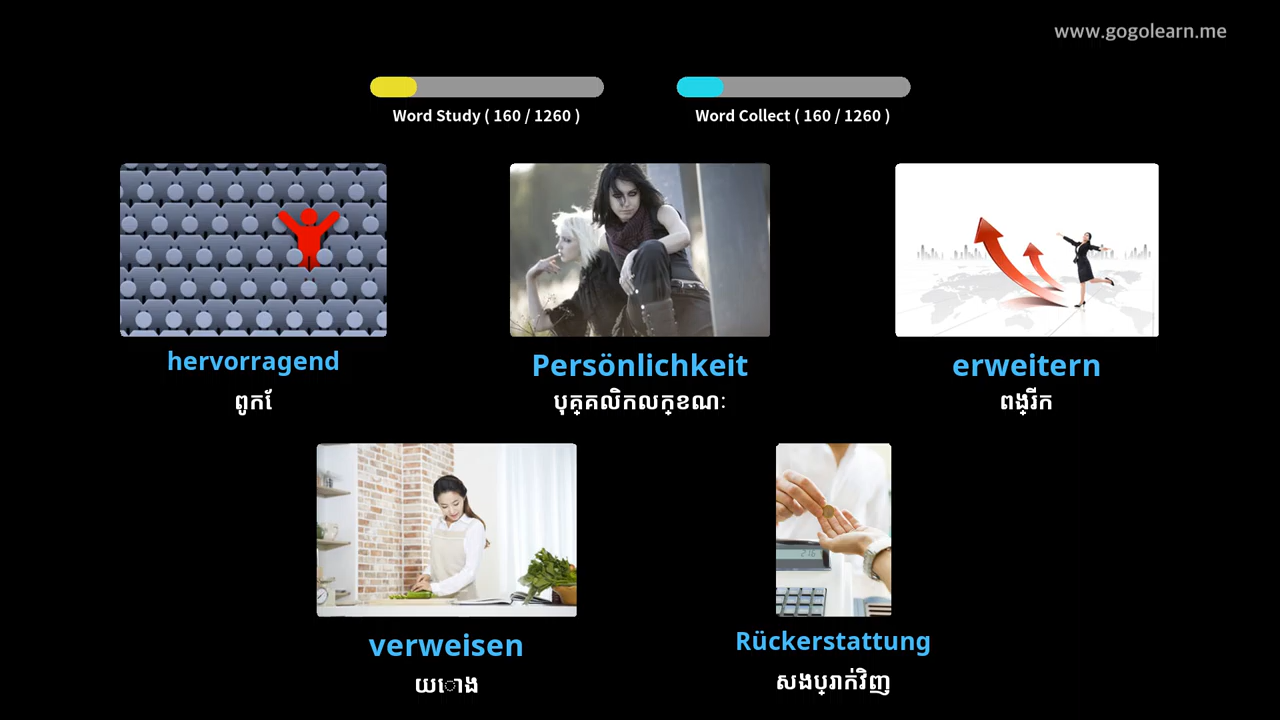 www.gogolearn.me
Word Study ( 160 / 1260 )
Word Collect ( 160 / 1260 )
hervorragend
ពូកែ
Persönlichkeit
បុគ្គលិកលក្ខណៈ
erweitern
ពង្រីក
verweisen
យោង
Rückerstattung
សងប្រាក់វិញ